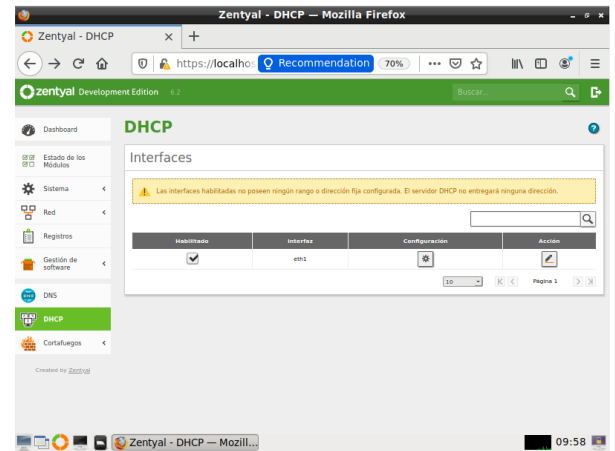 Zentyal - DHCP — Mozilla Firefox
Zentyal - DHCP
https://localhos
Recommendation
70%
zentyal Development Edition 6.2
Buscar...
Dashboard
Estado de los
Módulos
Sistema
Red
Registros
Gestión de
software
DNS
DHCP
Cortafuegos
Created by Zentyal
DHCP
Interfaces
Las interfaces habilitadas no poseen ningún rango o dirección fija configurada. El servidor DHCP no entregará ninguna dirección.
Habilitado Interfaz Configuración Acción
eth1
10 Página 1
Zentyal - DHCP — Mozill...
09:58